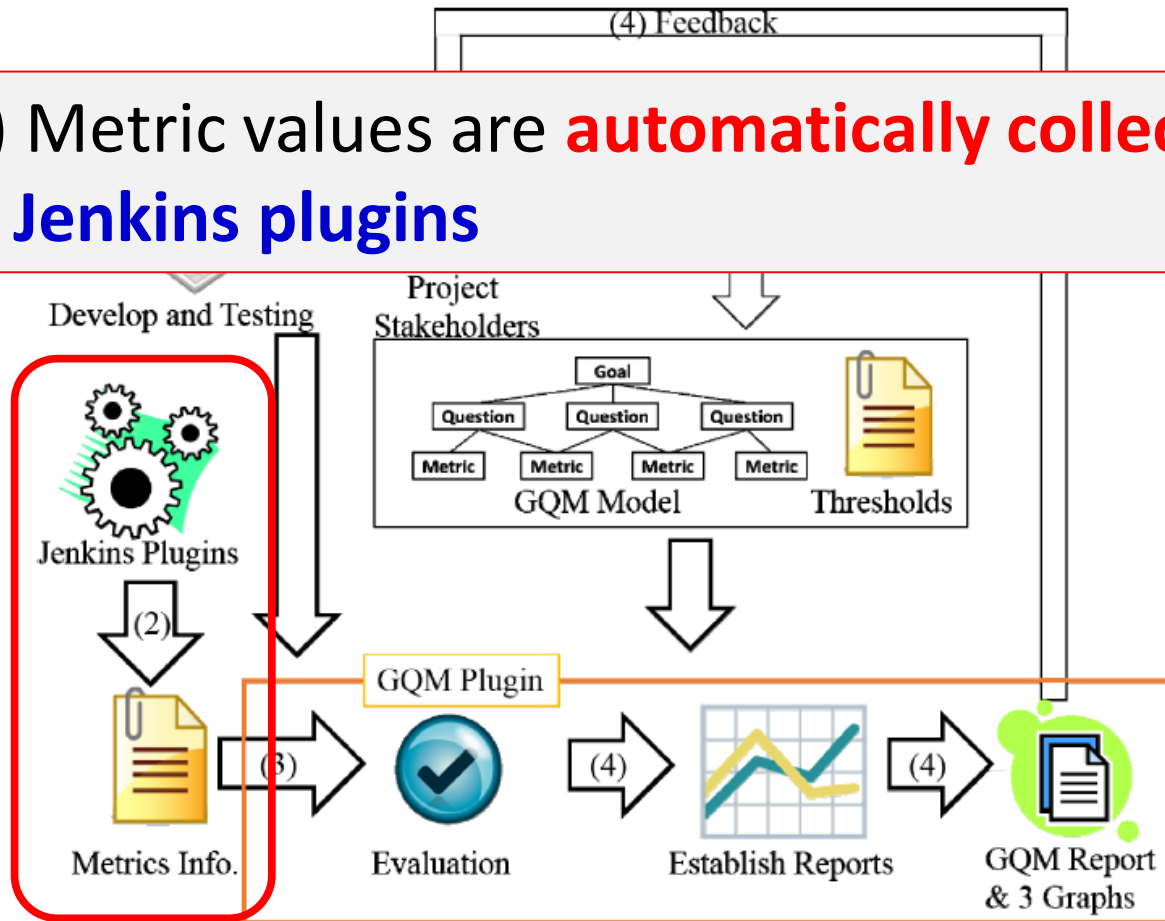 (4) Feedback
) Metric values are automatically collec
Jenkins plugins
Develop and Testing
Project
Stakeholders
Goal
Question Question Question
Metric Metric Metric Metric
GQM Model
Thresholds
Jenkins Plugins
(2)
GQM Plugin
(3)
(4)
(4)
Metrics Info.
Evaluation
Establish Reports
GQM Report
& 3 Graphs